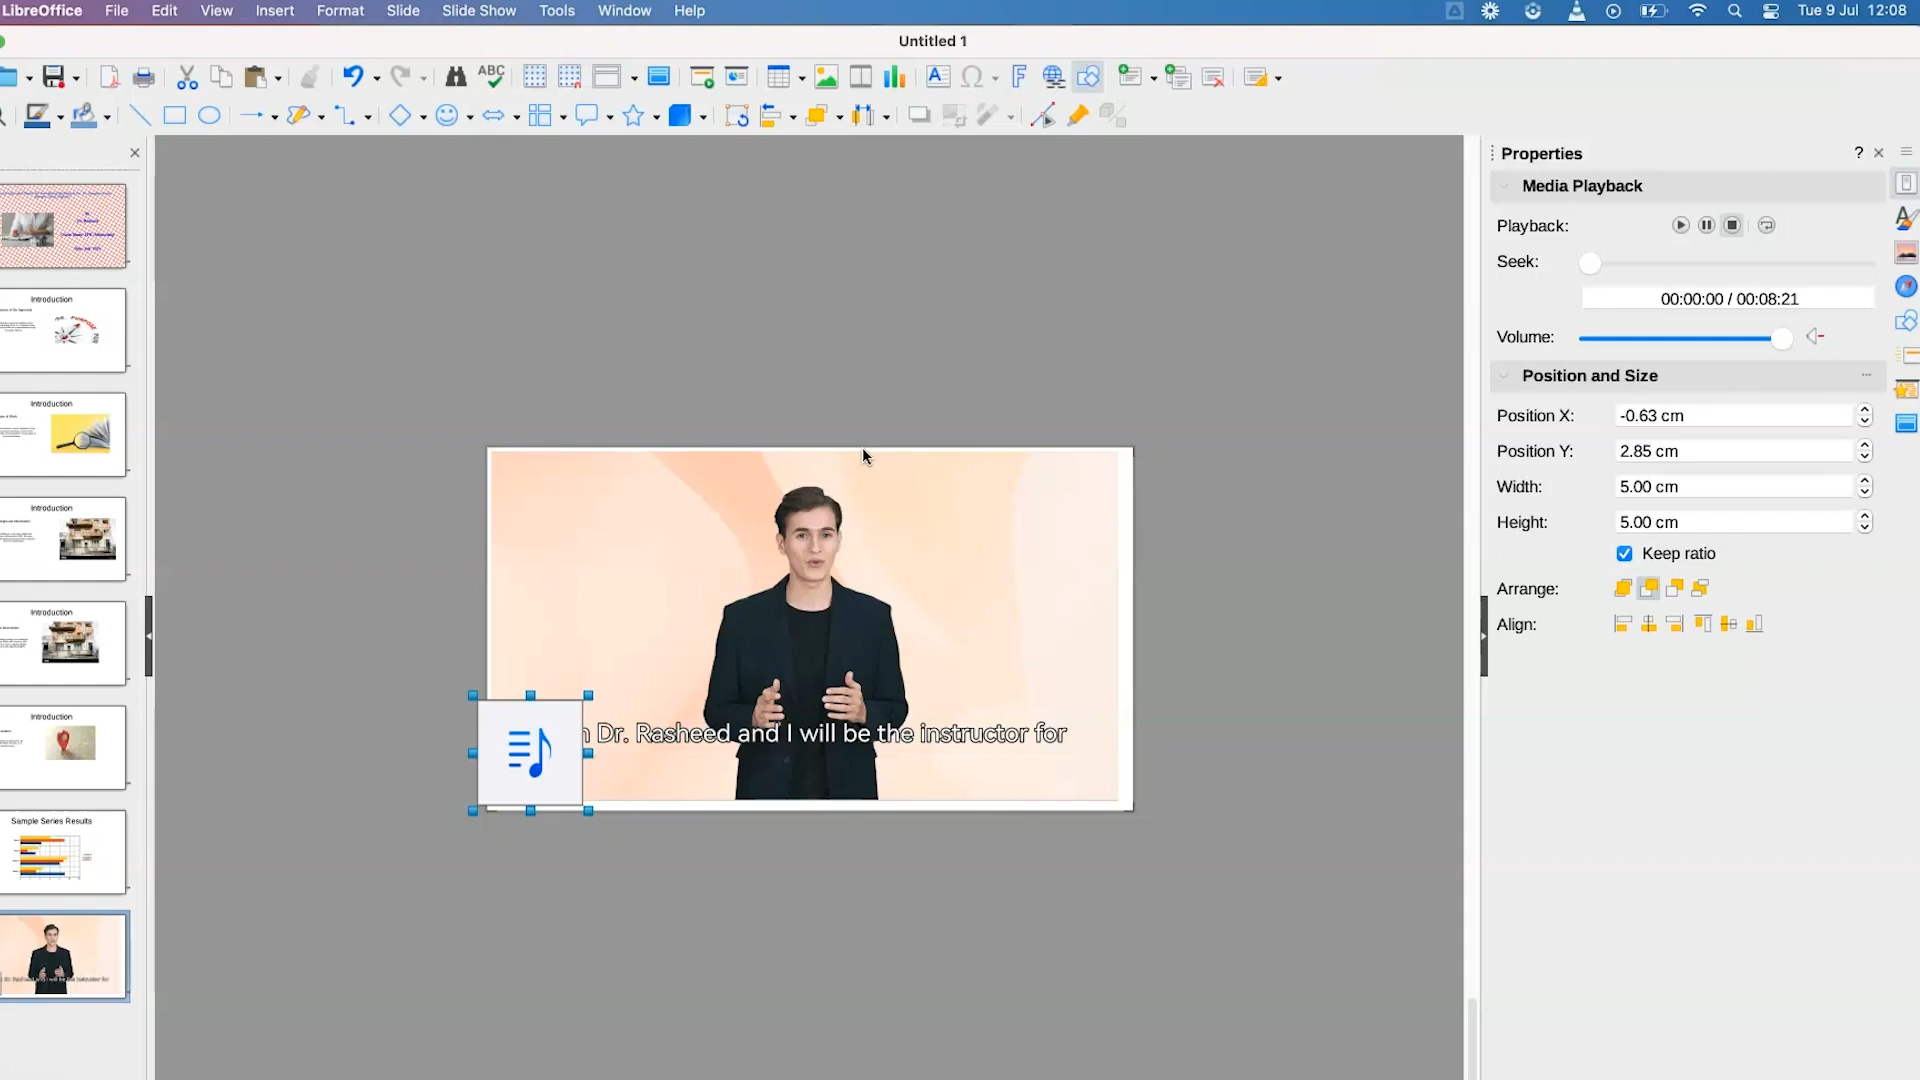 LibreOffice File Edit View Insert Format Slide Slide Show Tools Window Help Tue 9 Jul 12:08
Untitled 1
ABC
Properties ?
Media Playback
Playback:
Seek:
00:00:00 / 00:08:21
Volume:
Position and Size
Position X: -0.63 cm
Position Y: 2.85 cm
Width: 5.00 cm
Height: 5.00 cm
Keep ratio
Arrange:
Align:
Introduction
Introduction
Introduction
Introduction
Introduction
Sample Series Results
Dr. Rasheed and I will be the instructor for